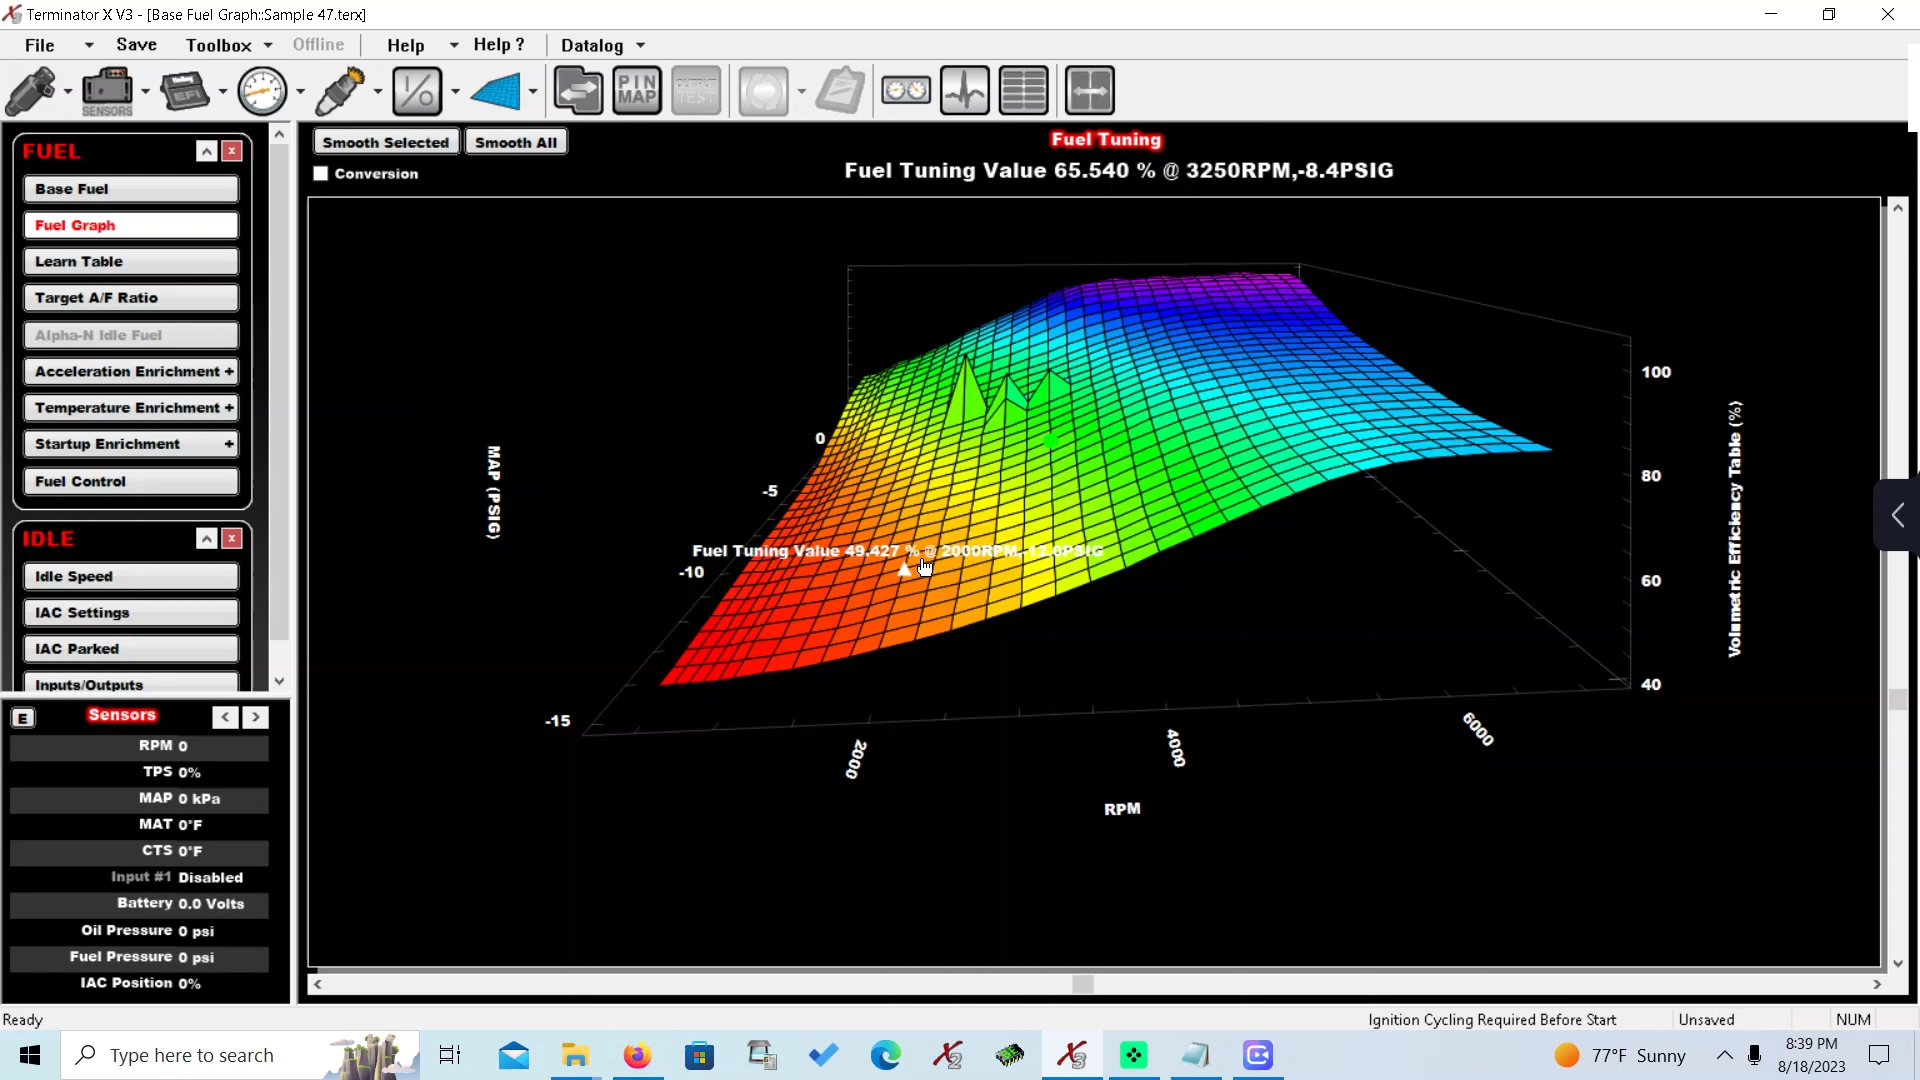 Terminator X V3 - [Base Fuel Graph::Sample 47.terx]
File Save Toolbox Offline Help Help ? Datalog
SENSORS EFI I/O PIN MAP OUTPUT TEST
FUEL
Base Fuel
Fuel Graph
Learn Table
Target A/F Ratio
Alpha-N Idle Fuel
Acceleration Enrichment +
Temperature Enrichment +
Startup Enrichment +
Fuel Control
IDLE
Idle Speed
IAC Settings
IAC Parked
Inputs/Outputs
E Sensors < >
RPM 0
TPS 0%
MAP 0 kPa
MAT 0°F
CTS 0°F
Input #1 Disabled
Battery 0.0 Volts
Oil Pressure 0 psi
Fuel Pressure 0 psi
IAC Position 0%
Smooth Selected Smooth All
Conversion
Fuel Tuning
Fuel Tuning Value 65.540 % @ 3250RPM,-8.4PSIG
MAP (PSIG)
0
-5
-10
-15
Fuel Tuning Value 49.427 % @ 2000RPM,-12.0PSIG
2000
4000
6000
RPM
100
80
60
40
Volumetric Efficiency Table (%)
Ready
Ignition Cycling Required Before Start Unsaved NUM
Type here to search
X2
X3
77°F Sunny
8:39 PM
8/18/2023